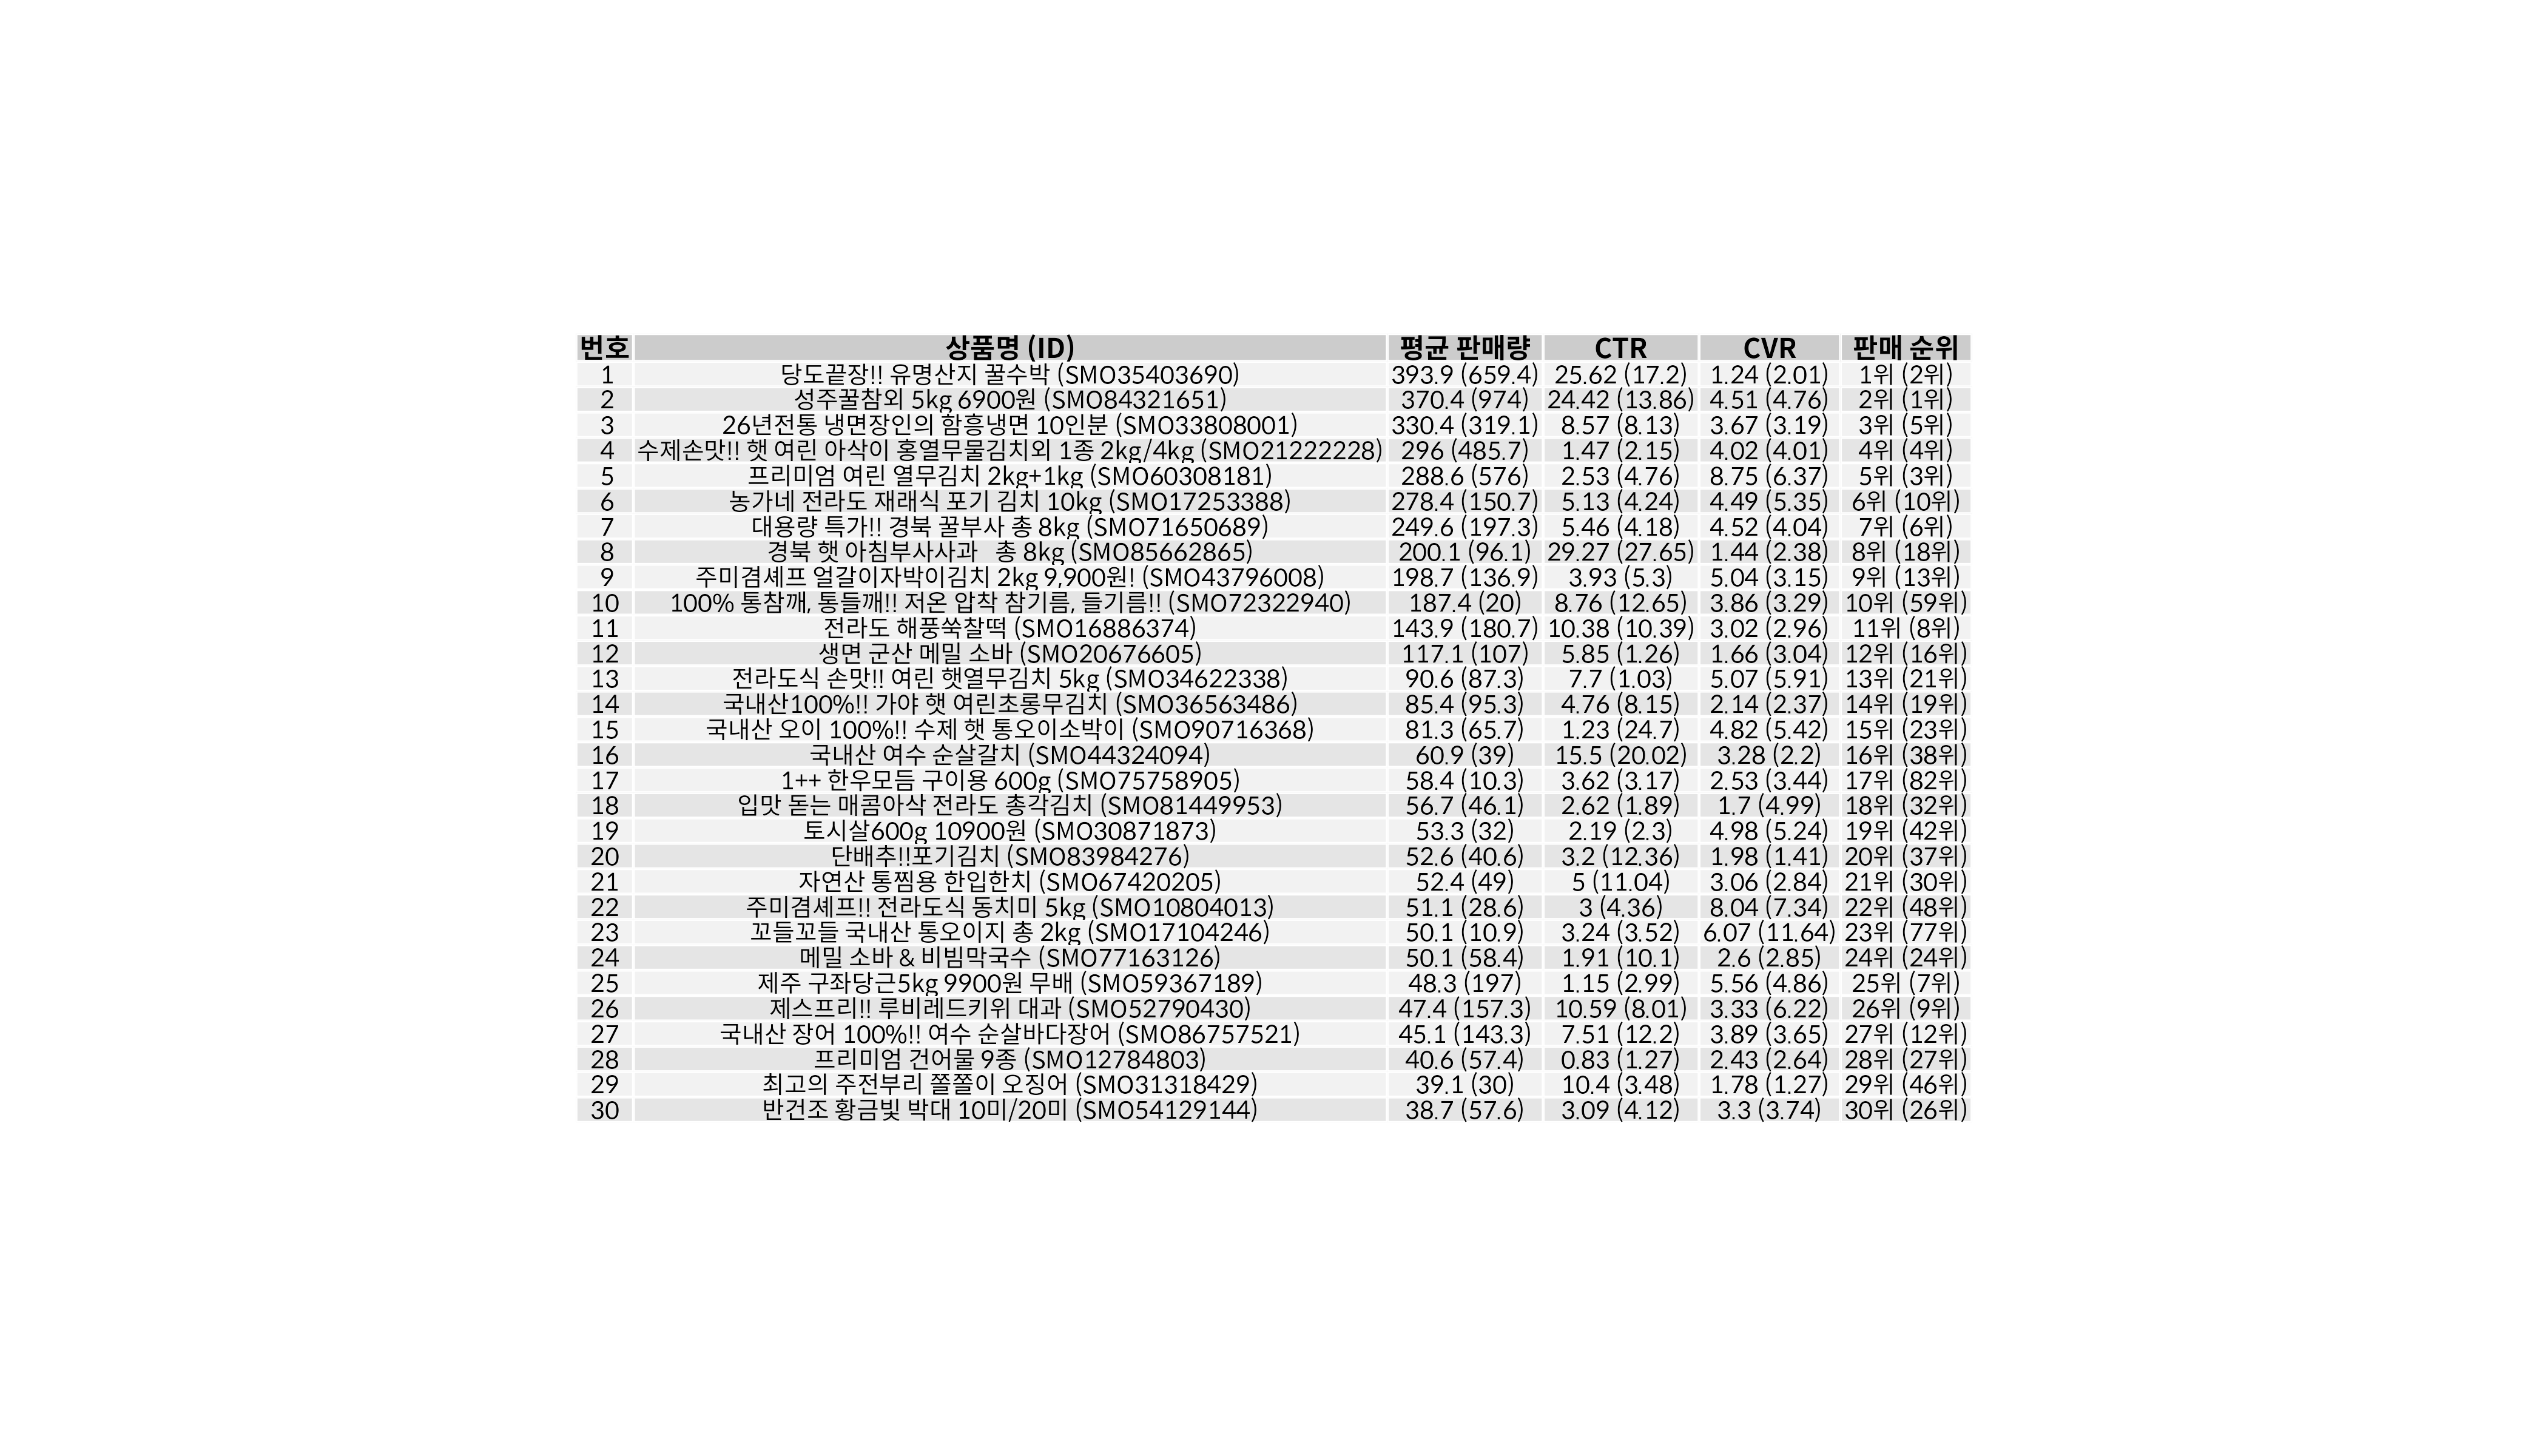 번호 상품명 (ID) 평균 판매량 CTR CVR 판매 순위
1 당도끝장!! 유명산지 꿀수박 (SMO35403690) 393.9 (659.4) 25.62 (17.2) 1.24 (2.01) 1위 (2위)
2 성주꿀참외 5kg 6900원 (SMO84321651) 370.4 (974) 24.42 (13.86) 4.51 (4.76) 2위 (1위)
3 26년전통 냉면장인의 함흥냉면 10인분 (SMO33808001) 330.4 (319.1) 8.57 (8.13) 3.67 (3.19) 3위 (5위)
4 수제손맛!! 햇 여린 아삭이 홍열무물김치외 1종 2kg/4kg (SMO21222228) 296 (485.7) 1.47 (2.15) 4.02 (4.01) 4위 (4위)
5 프리미엄 여린 열무김치 2kg+1kg (SMO60308181) 288.6 (576) 2.53 (4.76) 8.75 (6.37) 5위 (3위)
6 농가네 전라도 재래식 포기 김치 10kg (SMO17253388) 278.4 (150.7) 5.13 (4.24) 4.49 (5.35) 6위 (10위)
7 대용량 특가!! 경북 꿀부사 총 8kg (SMO71650689) 249.6 (197.3) 5.46 (4.18) 4.52 (4.04) 7위 (6위)
8 경북 햇 아침부사사과 총 8kg (SMO85662865) 200.1 (96.1) 29.27 (27.65) 1.44 (2.38) 8위 (18위)
9 주미겸셰프 얼갈이자박이김치 2kg 9,900원! (SMO43796008) 198.7 (136.9) 3.93 (5.3) 5.04 (3.15) 9위 (13위)
10 100% 통참깨, 통들깨!! 저온 압착 참기름, 들기름!! (SMO72322940) 187.4 (20) 8.76 (12.65) 3.86 (3.29) 10위 (59위)
11 전라도 해풍쑥찰떡 (SMO16886374) 143.9 (180.7) 10.38 (10.39) 3.02 (2.96) 11위 (8위)
12 생면 군산 메밀 소바 (SMO20676605) 117.1 (107) 5.85 (1.26) 1.66 (3.04) 12위 (16위)
13 전라도식 손맛!! 여린 햇열무김치 5kg (SMO34622338) 90.6 (87.3) 7.7 (1.03) 5.07 (5.91) 13위 (21위)
14 국내산100%!! 가야 햇 여린초롱무김치 (SMO36563486) 85.4 (95.3) 4.76 (8.15) 2.14 (2.37) 14위 (19위)
15 국내산 오이 100%!! 수제 햇 통오이소박이 (SMO90716368) 81.3 (65.7) 1.23 (24.7) 4.82 (5.42) 15위 (23위)
16 국내산 여수 순살갈치 (SMO44324094) 60.9 (39) 15.5 (20.02) 3.28 (2.2) 16위 (38위)
17 1++ 한우모듬 구이용 600g (SMO75758905) 58.4 (10.3) 3.62 (3.17) 2.53 (3.44) 17위 (82위)
18 입맛 돋는 매콤아삭 전라도 총각김치 (SMO81449953) 56.7 (46.1) 2.62 (1.89) 1.7 (4.99) 18위 (32위)
19 토시살600g 10900원 (SMO30871873) 53.3 (32) 2.19 (2.3) 4.98 (5.24) 19위 (42위)
20 단배추!!포기김치 (SMO83984276) 52.6 (40.6) 3.2 (12.36) 1.98 (1.41) 20위 (37위)
21 자연산 통찜용 한입한치 (SMO67420205) 52.4 (49) 5 (11.04) 3.06 (2.84) 21위 (30위)
22 주미겸셰프!! 전라도식 동치미 5kg (SMO10804013) 51.1 (28.6) 3 (4.36) 8.04 (7.34) 22위 (48위)
23 꼬들꼬들 국내산 통오이지 총 2kg (SMO17104246) 50.1 (10.9) 3.24 (3.52) 6.07 (11.64) 23위 (77위)
24 메밀 소바 & 비빔막국수 (SMO77163126) 50.1 (58.4) 1.91 (10.1) 2.6 (2.85) 24위 (24위)
25 제주 구좌당근5kg 9900원 무배 (SMO59367189) 48.3 (197) 1.15 (2.99) 5.56 (4.86) 25위 (7위)
26 제스프리!! 루비레드키위 대과 (SMO52790430) 47.4 (157.3) 10.59 (8.01) 3.33 (6.22) 26위 (9위)
27 국내산 장어 100%!! 여수 순살바다장어 (SMO86757521) 45.1 (143.3) 7.51 (12.2) 3.89 (3.65) 27위 (12위)
28 프리미엄 건어물 9종 (SMO12784803) 40.6 (57.4) 0.83 (1.27) 2.43 (2.64) 28위 (27위)
29 최고의 주전부리 쫄쫄이 오징어 (SMO31318429) 39.1 (30) 10.4 (3.48) 1.78 (1.27) 29위 (46위)
30 반건조 황금빛 박대 10미/20미 (SMO54129144) 38.7 (57.6) 3.09 (4.12) 3.3 (3.74) 30위 (26위)